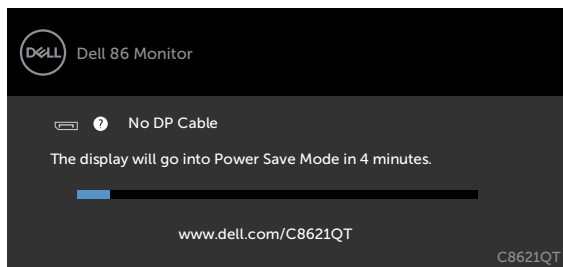 DELL
Dell 86 Monitor
? No DP Cable
The display will go into Power Save Mode in 4 minutes.
www.dell.com/C8621QT
C8621QT